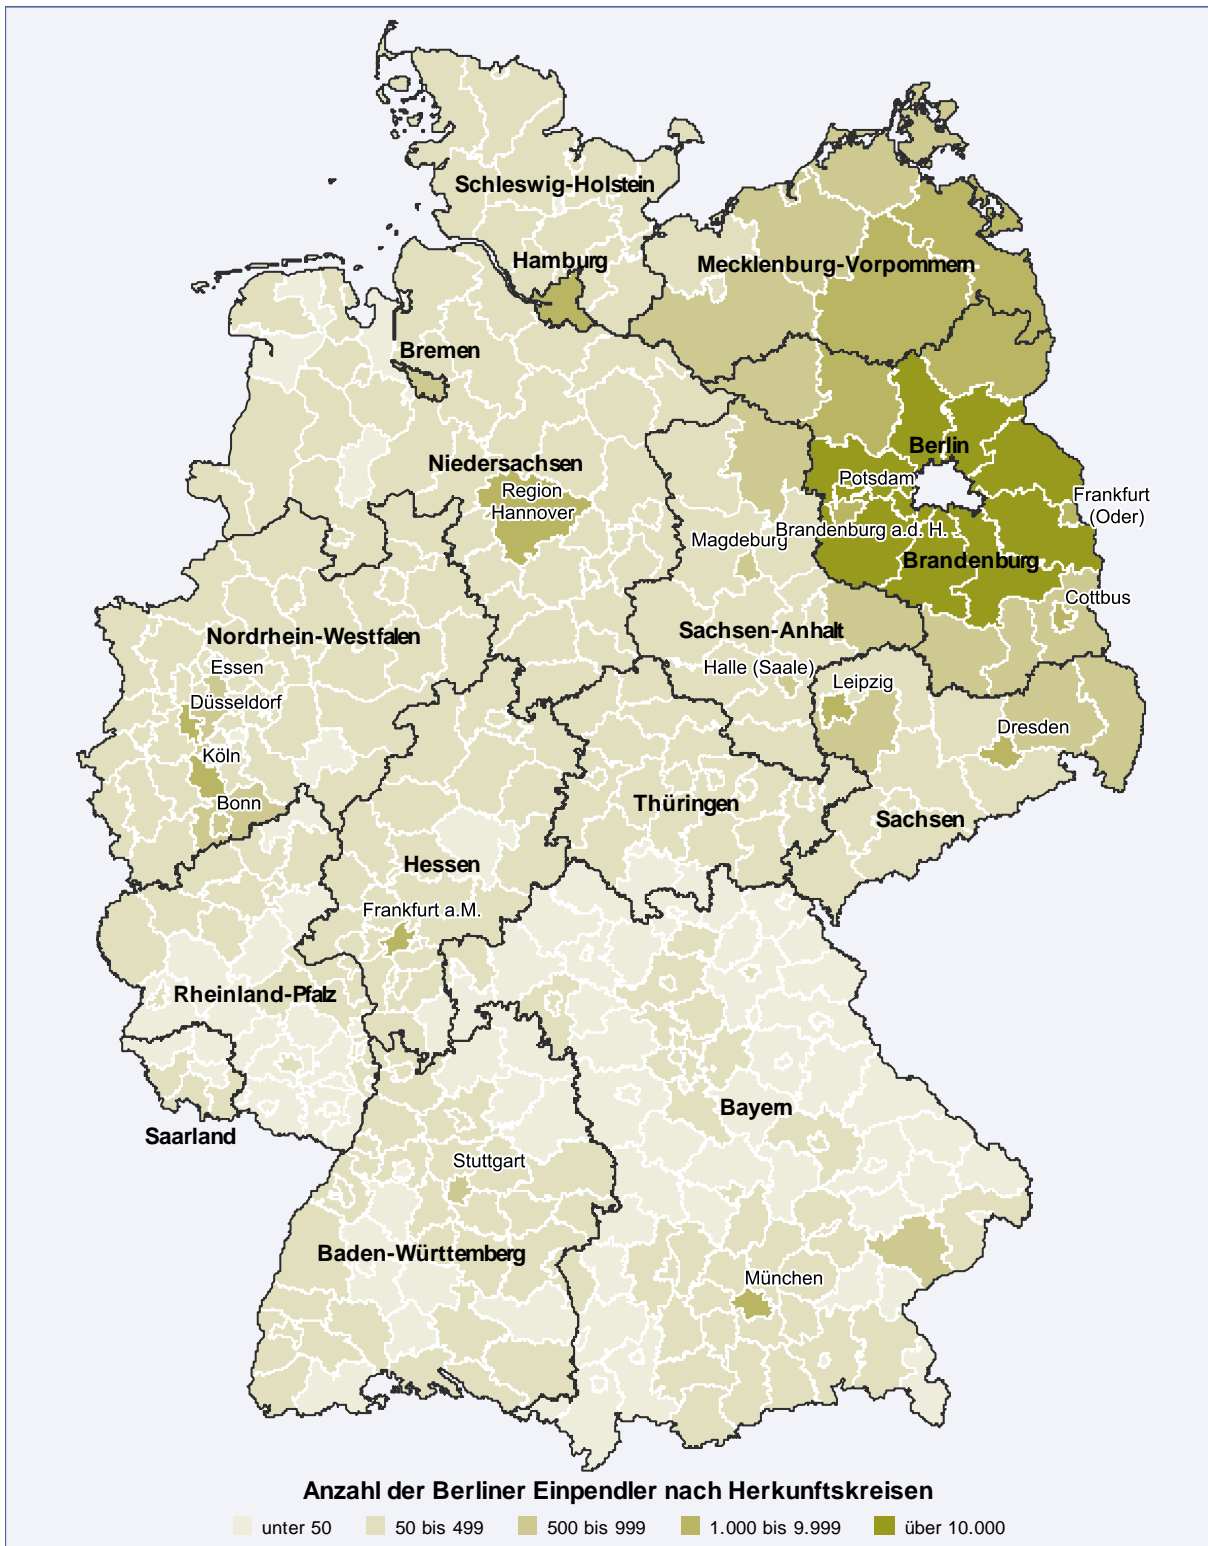 Schleswig-Holstein
Hamburg
Mecklenburg-Vorpommern
Bremen
Berlin
Niedersachsen
Potsdam
Region
Hannover
Frankfurt
(Oder)
Brandenburg a.d. H.
Magdeburg
Brandenburg
Cottbus
Nordrhein-Westfalen
Sachsen-Anhalt
Essen
Halle (Saale)
Leipzig
Düsseldorf
Dresden
Köln
Bonn
Thüringen
Sachsen
Hessen
Frankfurt a.M.
Rheinland-Pfalz
Bayern
Saarland
Stuttgart
Baden-Württemberg
München
Anzahl der Berliner Einpendler nach Herkunftskreisen
unter 50
50 bis 499
500 bis 999
1.000 bis 9.999
über 10.000